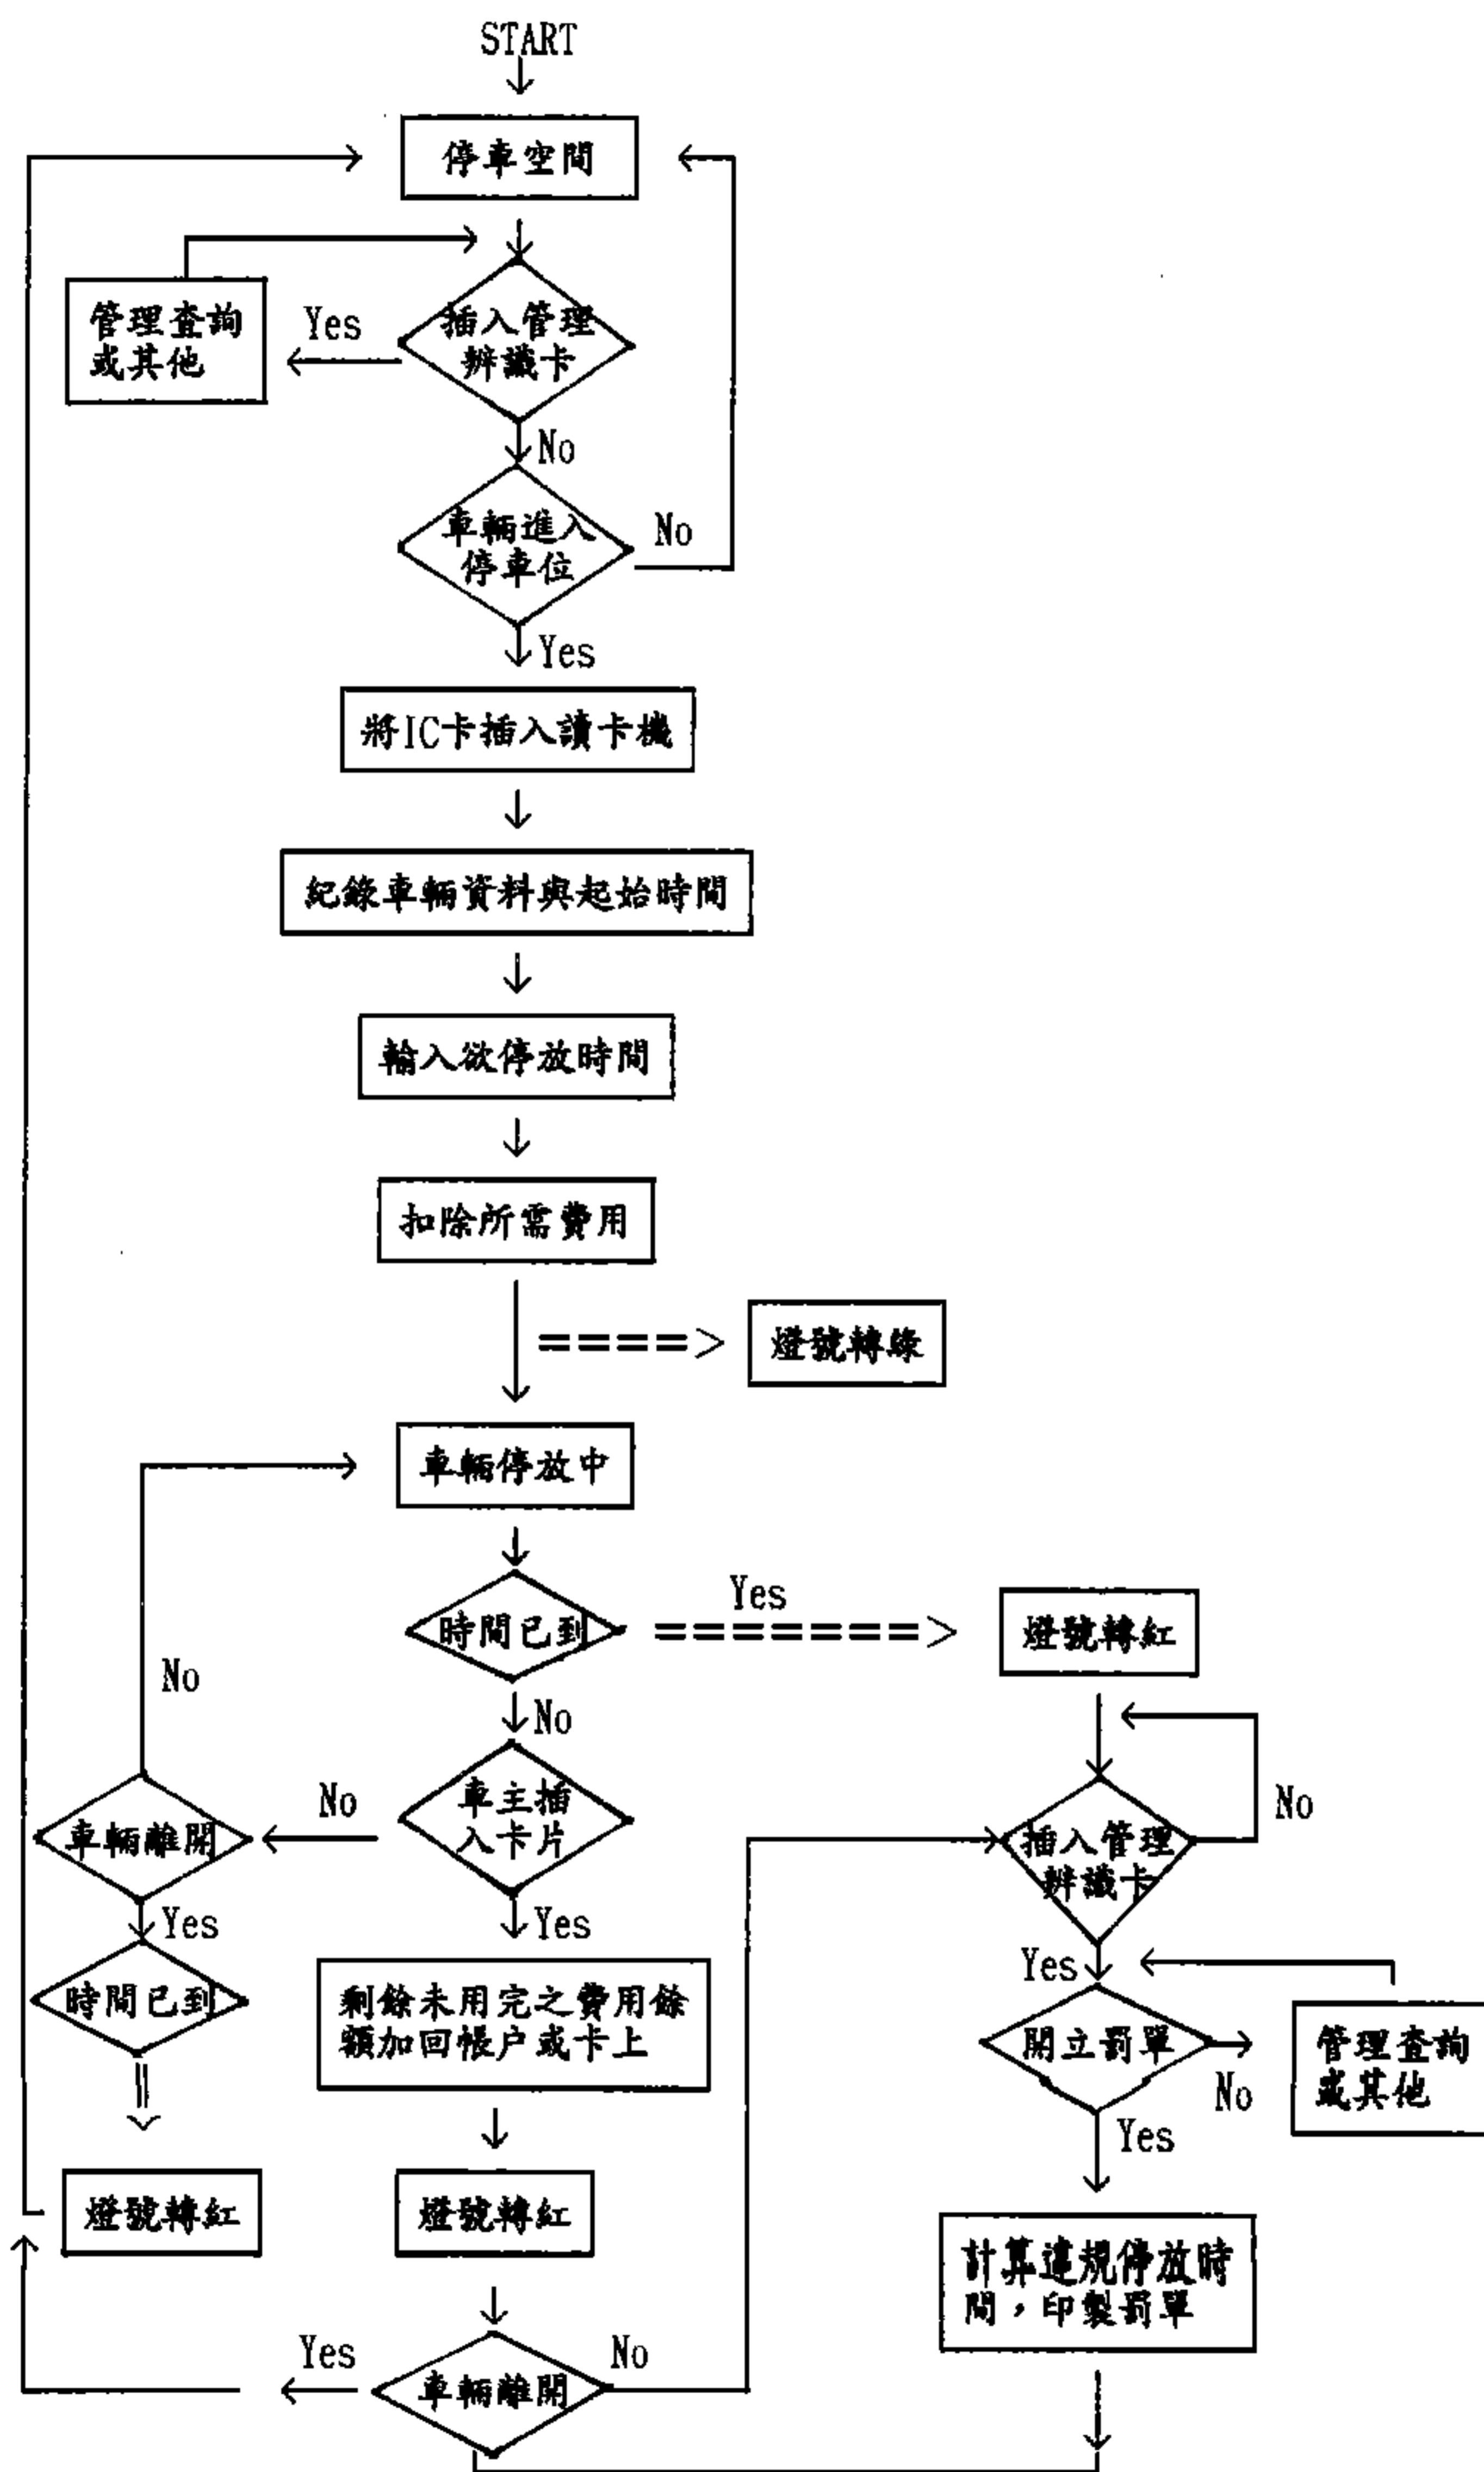 START
停車空間
管理查詢
或其他
Yes
插入管理
辨識卡
No
車輛進入
停車位
No
Yes
將IC卡插入讀卡機
紀錄車輛資料與起始時間
輸入欲停放時間
扣除所需費用
====>
燈號轉綠
車輛停放中
時間已到
Yes
=======>
燈號轉紅
No
No
車主插
入卡片
No
車輛離開
Yes
時間已到
Yes
剩餘未用完之費用餘
額加回帳户或卡上
插入管理
辨識卡
No
Yes
開立罰單
No
管理查詢
或其他
Yes
燈號轉紅
燈號轉紅
計算違規停放時
間，印製罰單
Yes
車輛離開
No